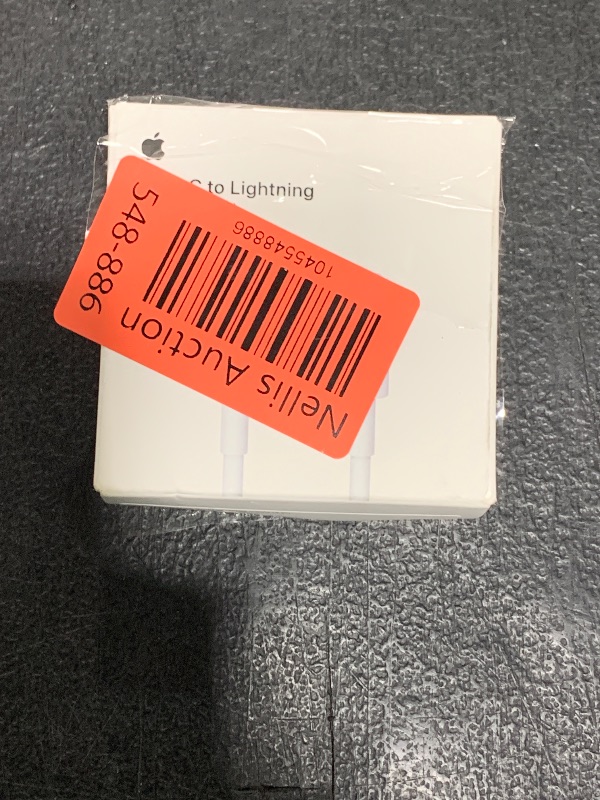 C to Lightning
548-886
1045548886
Nellis Auction